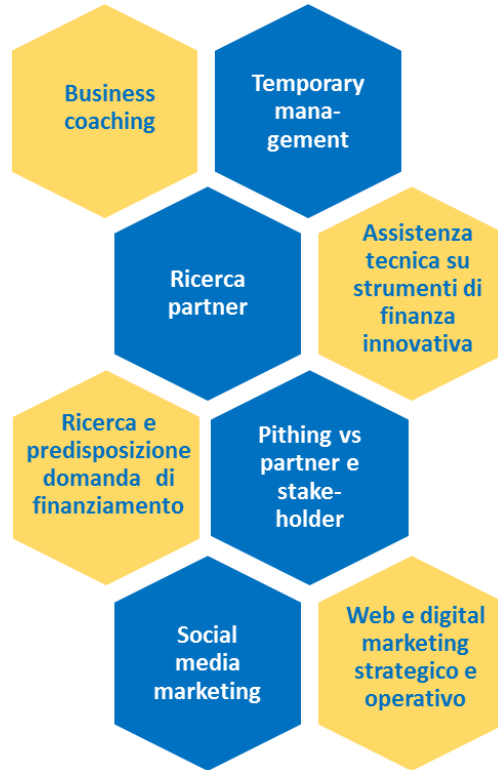 Business
coaching
Temporary
mana-
gement
Ricerca
partner
Assistenza
tecnica su
strumenti di
finanza
innovativa
Ricerca e
predisposizione
domanda di
finanziamento
Pithing vs
partner e
stake-
holder
Social
media
marketing
Web e digital
marketing
strategico e
operativo